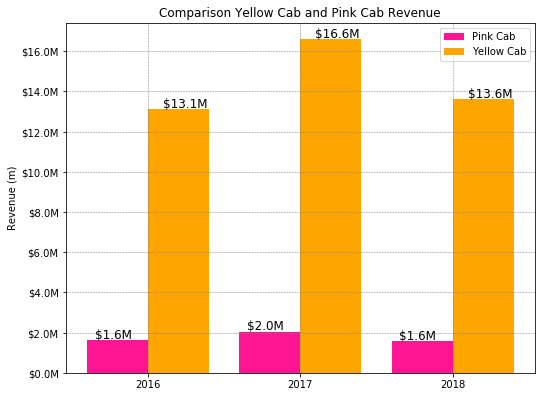 Comparison Yellow Cab and Pink Cab Revenue
Pink Cab
Yellow Cab
Revenue (m)
$16.0M
$14.0M
$12.0M
$10.0M
$8.0M
$6.0M
$4.0M
$2.0M
$0.0M
$1.6M
$13.1M
$2.0M
$16.6M
$1.6M
$13.6M
2016
2017
2018